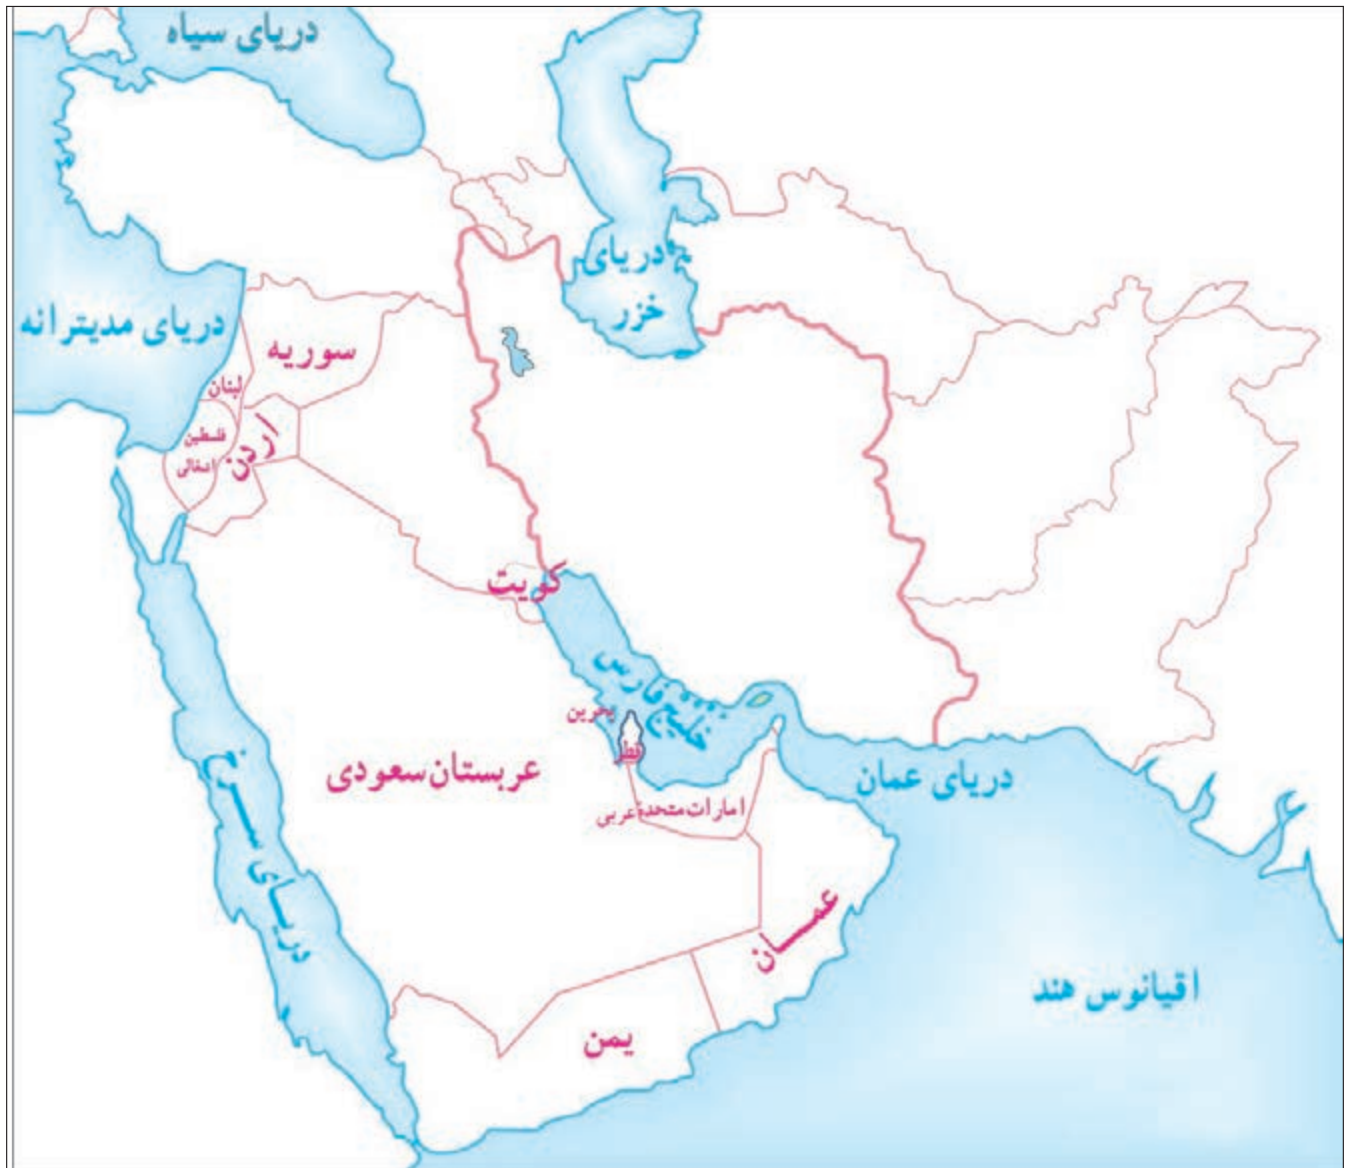 دریای سیاه
دریای
خزر
دریای مدیترانه
سوریه
لبنان
فلسطین
اشغالی
اردن
کویت
خلیج فارس
بحرین
قطر
عربستان سعودی
امارات متحدهٔ عربی
دریای عمان
دریای سرخ
عمان
اقیانوس هند
یمن